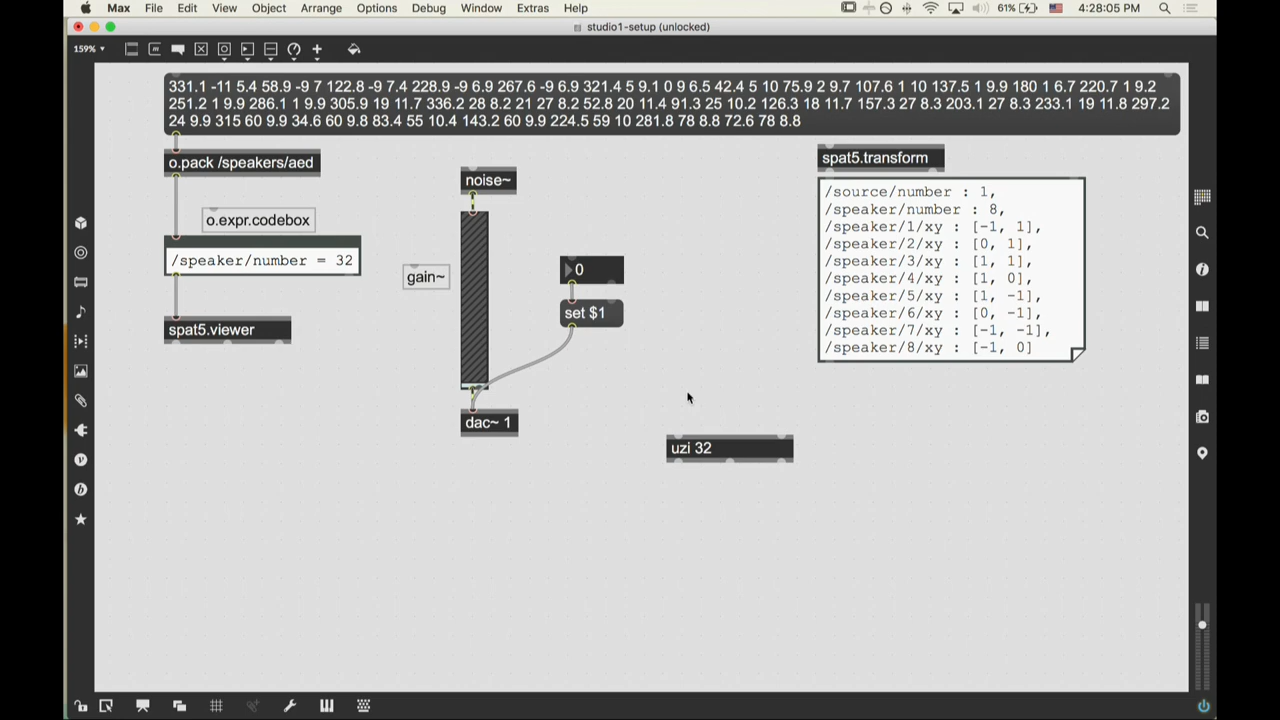 Max File Edit View Object Arrange Options Debug Window Extras Help 61% 4:28:05 PM
studio1-setup (unlocked)
159%
331.1 -11 5.4 58.9 -9 7 122.8 -9 7.4 228.9 -9 6.9 267.6 -9 6.9 321.4 5 9.1 0 9 6.5 42.4 5 10 75.9 2 9.7 107.6 1 10 137.5 1 9.9 180 1 6.7 220.7 1 9.2
251.2 1 9.9 286.1 1 9.9 305.9 19 11.7 336.2 28 8.2 21 27 8.2 52.8 20 11.4 91.3 25 10.2 126.3 18 11.7 157.3 27 8.3 203.1 27 8.3 233.1 19 11.8 297.2
24 9.9 315 60 9.9 34.6 60 9.8 83.4 55 10.4 143.2 60 9.9 224.5 59 10 281.8 78 8.8 72.6 78 8.8
o.pack /speakers/aed
o.expr.codebox
/speaker/number = 32
spat5.viewer
noise~
gain~
0
set $1
dac~ 1
uzi 32
spat5.transform
/source/number : 1,
/speaker/number : 8,
/speaker/1/xy : [-1, 1],
/speaker/2/xy : [0, 1],
/speaker/3/xy : [1, 1],
/speaker/4/xy : [1, 0],
/speaker/5/xy : [1, -1],
/speaker/6/xy : [0, -1],
/speaker/7/xy : [-1, -1],
/speaker/8/xy : [-1, 0]